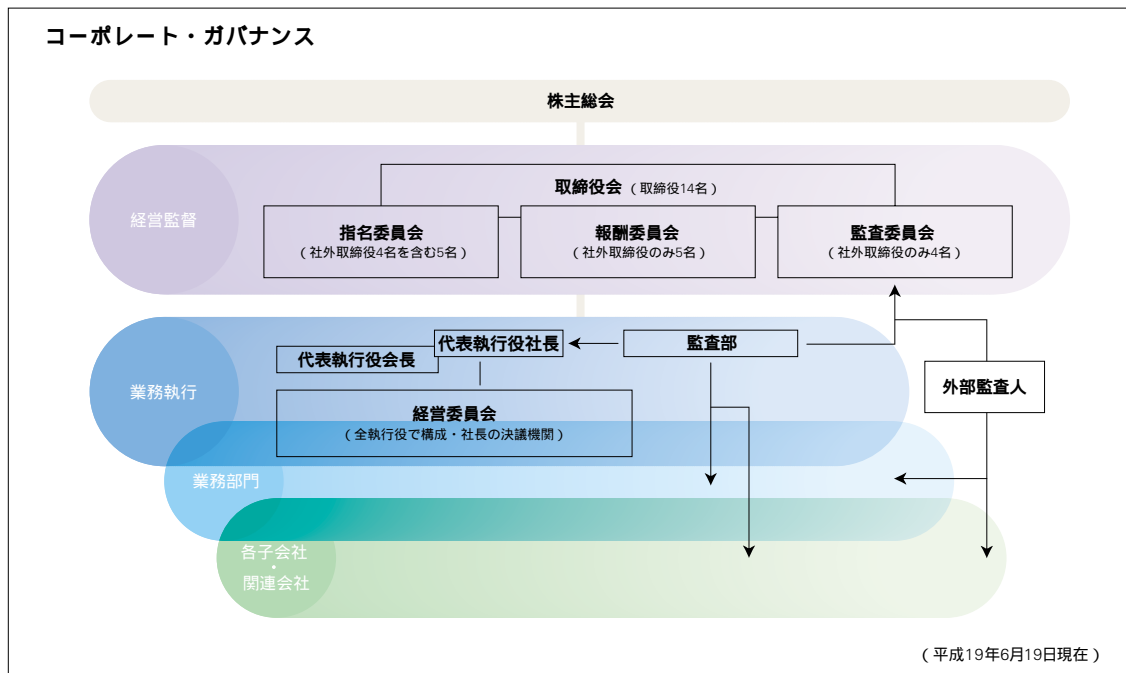 コーポレート・ガバナンス
株主総会
経営監督
取締役会（取締役14名）
指名委員会
（社外取締役4名を含む5名）
報酬委員会
（社外取締役のみ5名）
監査委員会
（社外取締役のみ4名）
業務執行
代表執行役社長
代表執行役会長
監査部
外部監査人
経営委員会
（全執行役で構成・社長の決議機関）
業務部門
各子会社
・
関連会社
（平成19年6月19日現在）